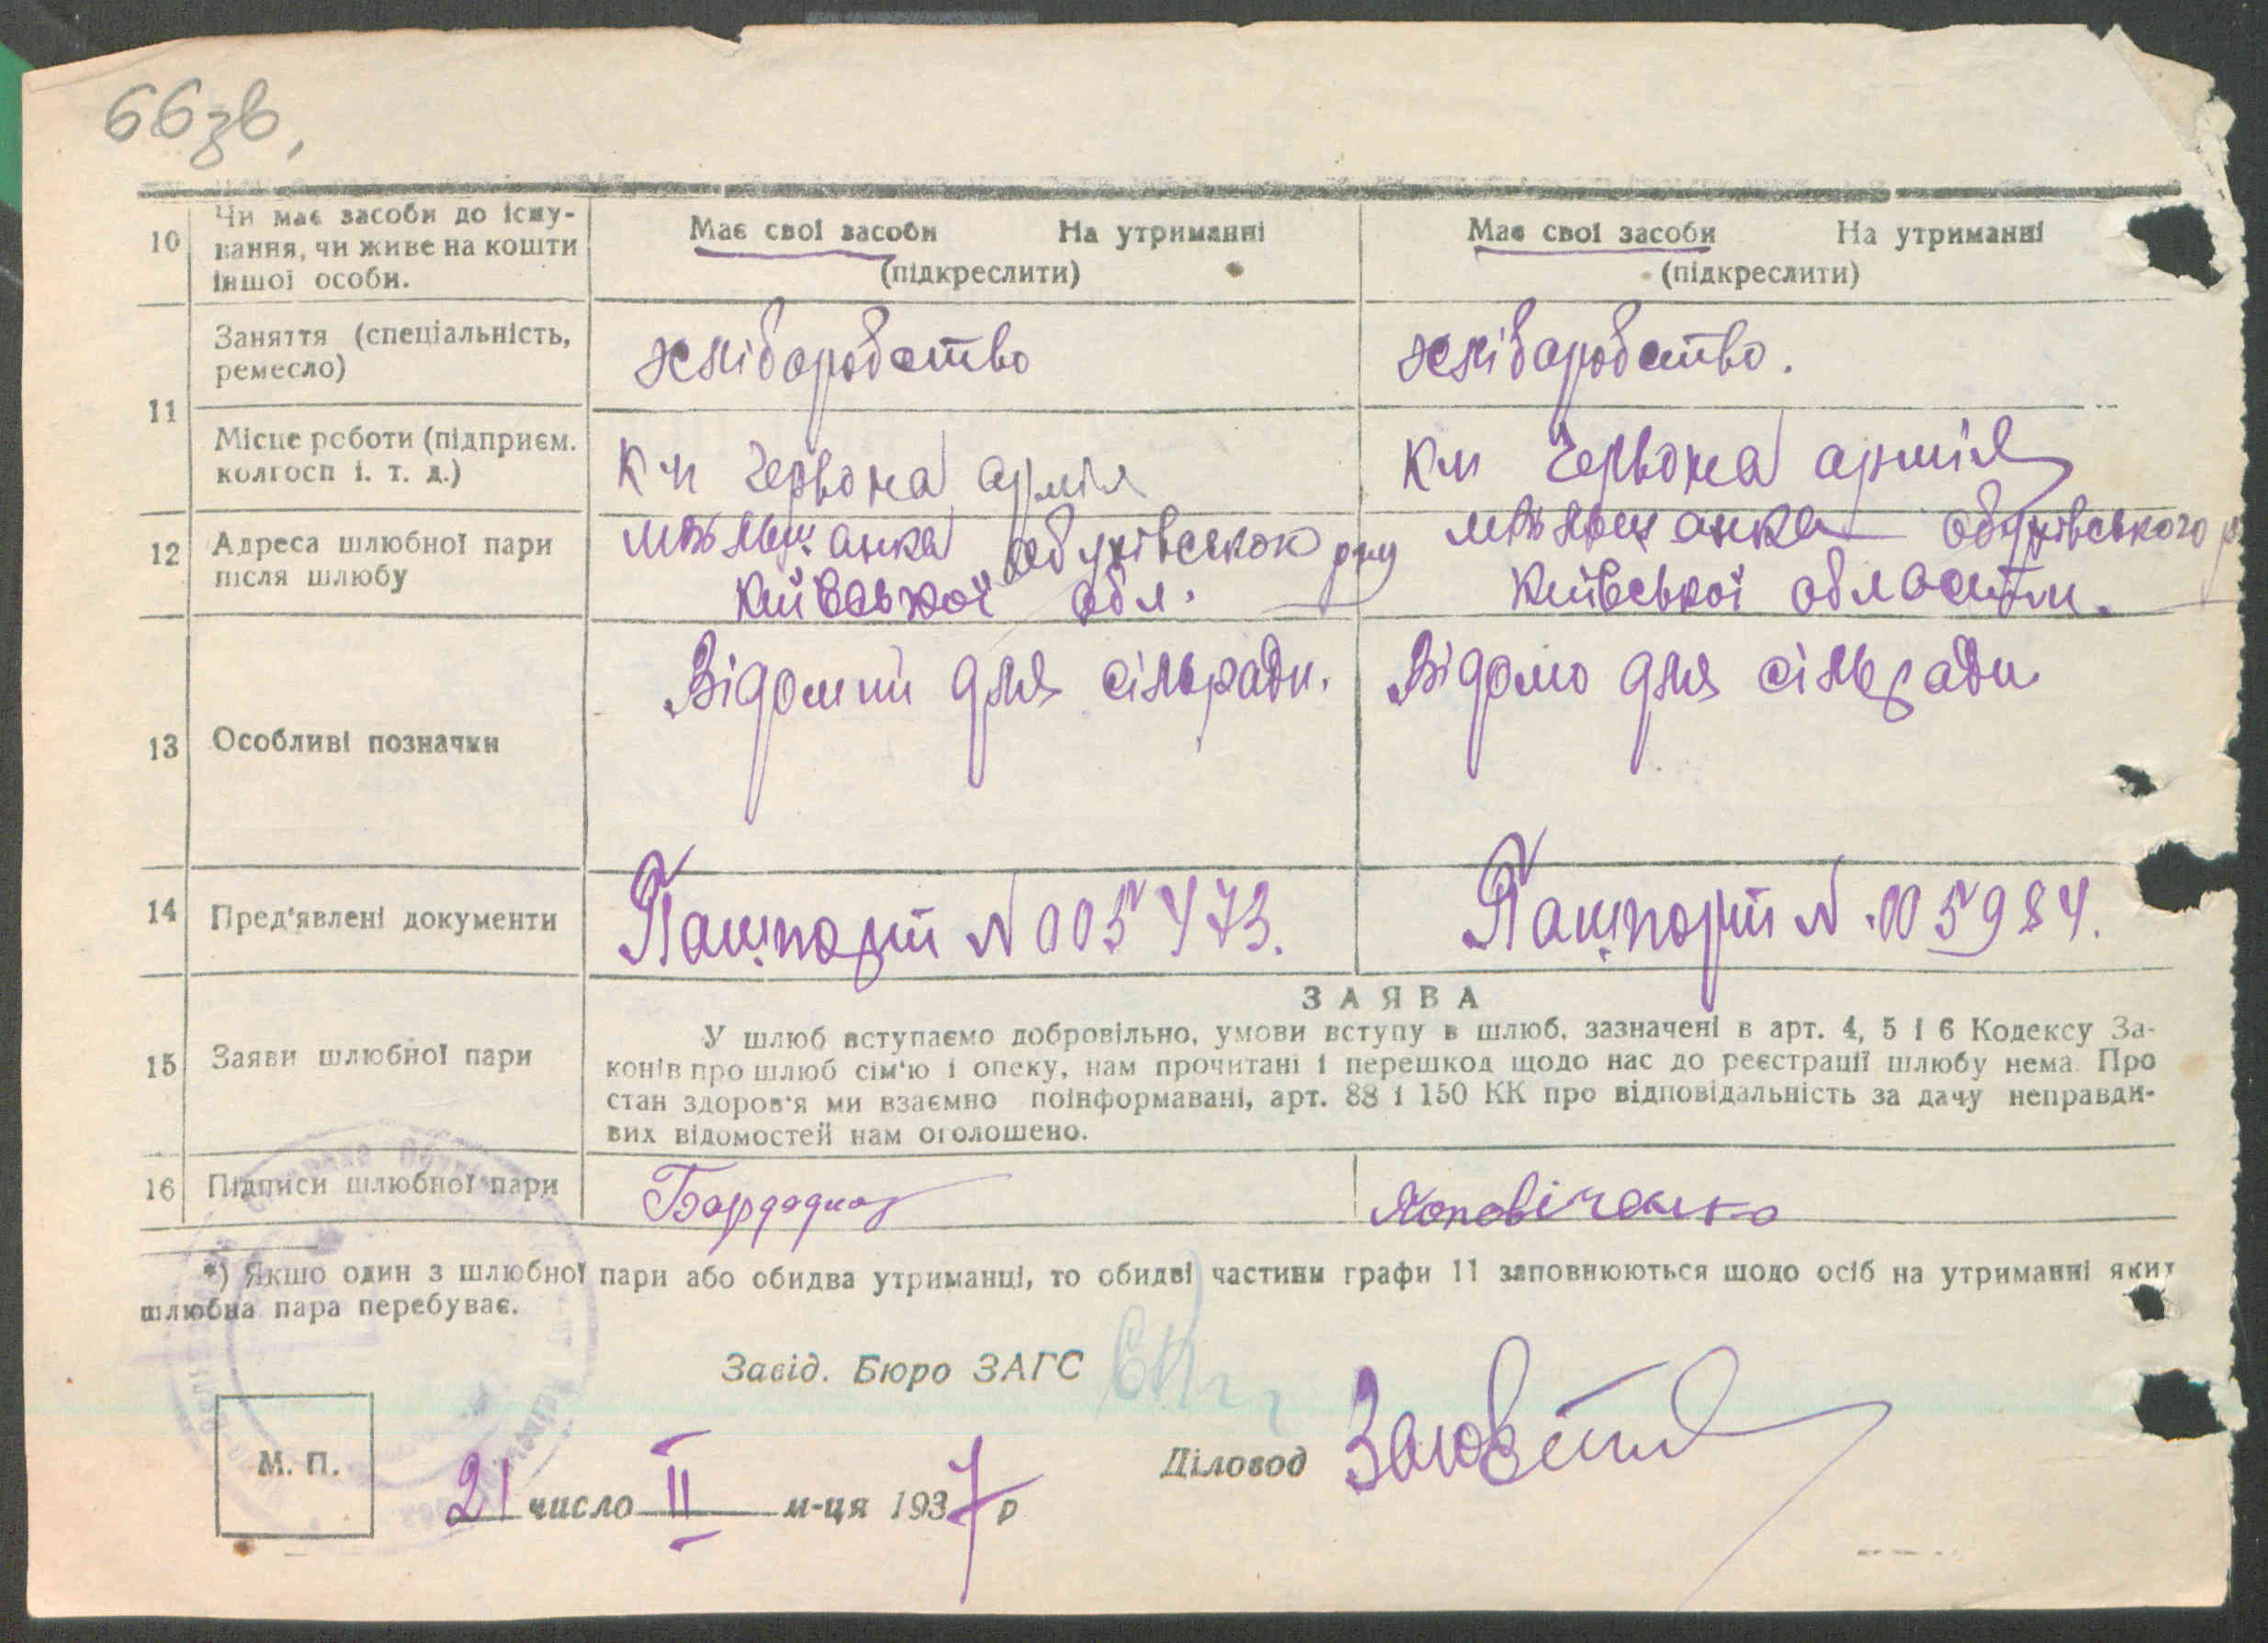 66зв,
10 Чи має засоби до існу-
вання, чи живе на кошти
іншої особи.
Має свої засоби На утриманні
(підкреслити)
Має свої засоби На утриманні
(підкреслити)
11
Заняття (спеціальність,
ремесло)
хліборобство
хліборобство.
Місце роботи (підприєм.
колгосп і. т. д.)
Червона армія
Червона армія
12 Адреса шлюбної пари
після шлюбу
обухівськок рну
Київської обл.
обухівського
Київської області.
13 Особливі позначки
Відомий для сільради.
Відомо для сільради
14 Пред'явлені документи
Пашпорт N 005473.
Пашпорт N 005984.
15 Заяви шлюбної пари
ЗАЯВА
У шлюб вступаємо добровільно, умови вступу в шлюб, зазначені в арт. 4, 5 і 6 Кодексу За-
конів про шлюб сім'ю і опеку, нам прочитані і перешкод щодо нас до реєстрації шлюбу нема. Про
стан здоров'я ми взаємно поінформавані, арт. 88 і 150 КК про відповідальність за дачу неправди-
вих відомостей нам оголошено.
16 Підписи шлюбної пари
*) Якщо один з шлюбної пари або обидва утриманці, то обидві частини графи 11 заповнюються щодо осіб на утриманні яких
шлюбна пара перебуває.
Завід. Бюро ЗАГС
Діловод
М. П.
21 число II м-ця 1937 р